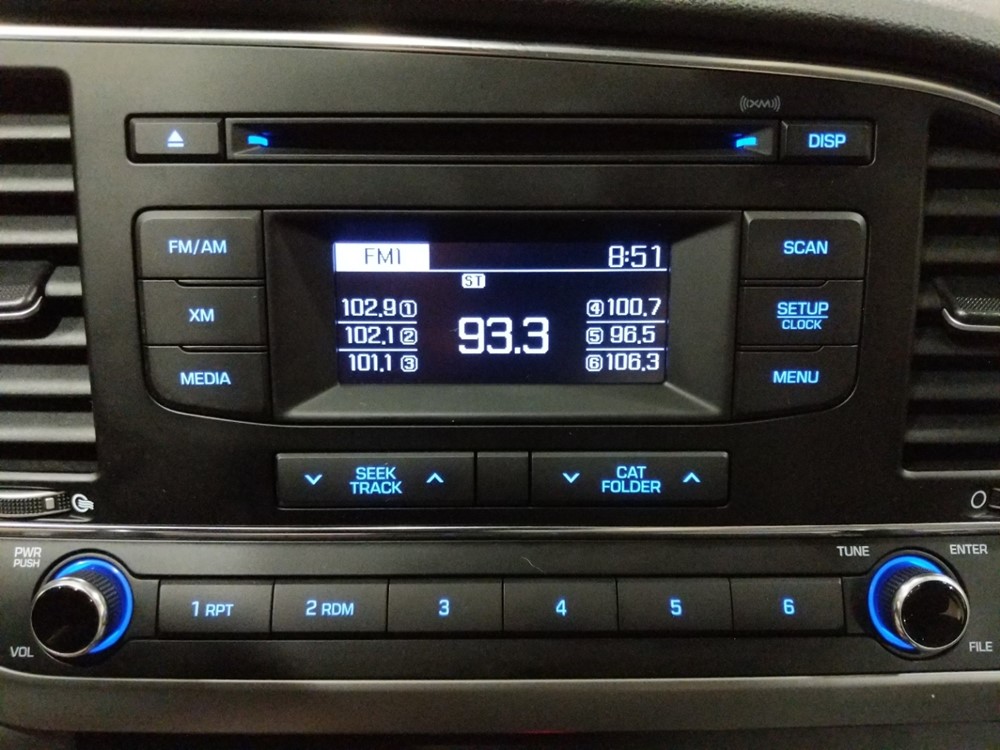 ((XM))
DISP
FM/AM
XM
MEDIA
FM1
8:51
ST
102.9 1
102.1 2
101.1 3
93.3
4 100.7
5 96.5
6 106.3
SCAN
SETUP
CLOCK
MENU
SEEK
TRACK
CAT
FOLDER
PWR
PUSH
VOL
1 RPT
2 RDM
3
4
5
6
TUNE
ENTER
FILE